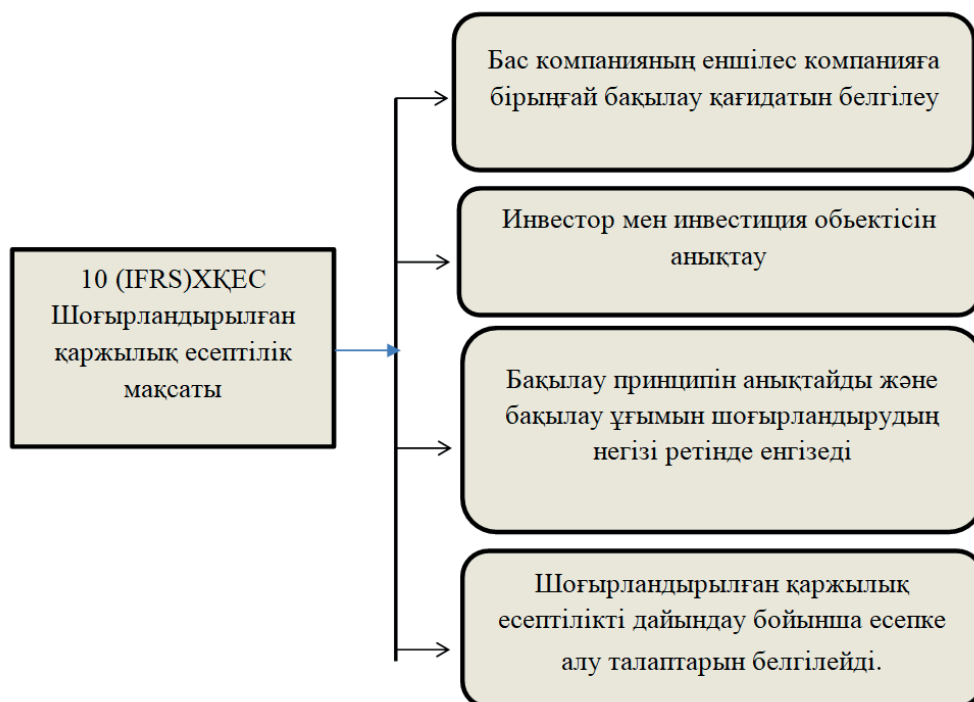 10 (IFRS)ХҚЕС
Шоғырландырылған
қаржылық есептілік
мақсаты
Бас компанияның еншілес компанияға
бірыңғай бақылау қағидатын белгілеу
Инвестор мен инвестиция обьектісін
анықтау
Бақылау принципін анықтайды және
бақылау ұғымын шоғырландырудың
негізі ретінде енгізеді
Шоғырландырылған қаржылық
есептілікті дайындау бойынша есепке
алу талаптарын белгілейді.